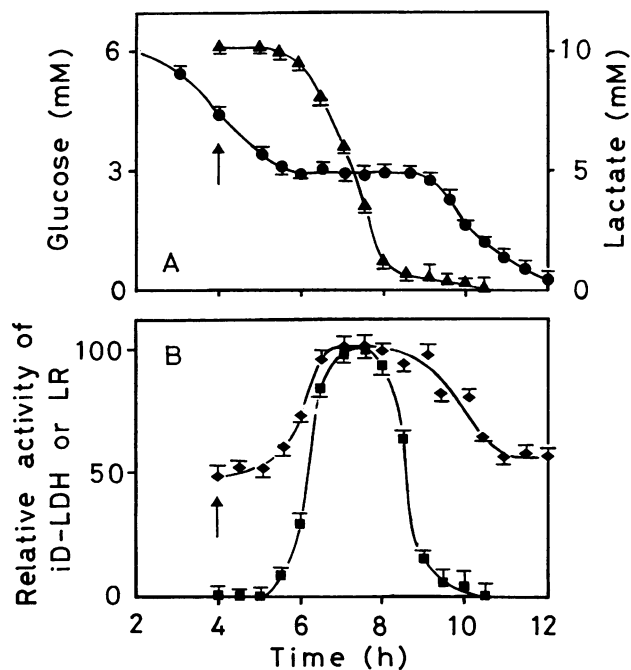 Glucose (mM)
6
3
0
A
10
5
0
Lactate (mM)
Relative activity of
iD-LDH or LR
100
50
0
B
2 4 6 8 10 12
Time (h)